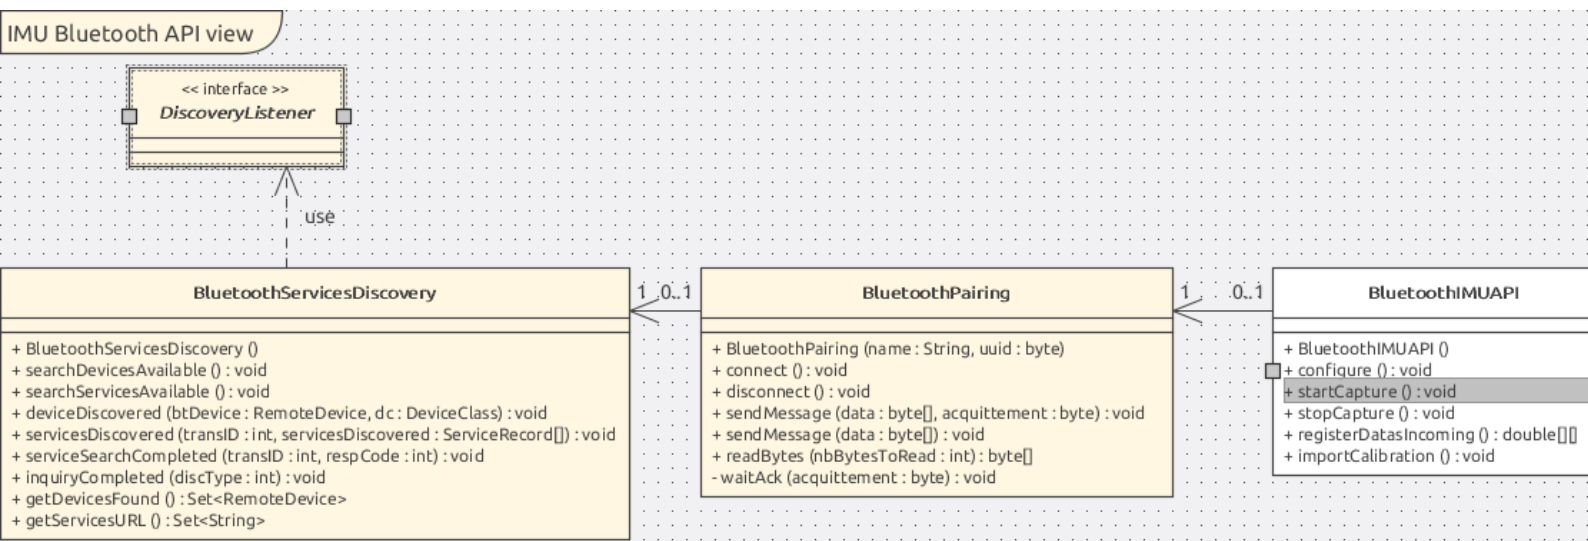 IMU Bluetooth API view
<< interface >>
DiscoveryListener
use
BluetoothServicesDiscovery
+ BluetoothServicesDiscovery ()
+ searchDevicesAvailable () : void
+ searchServicesAvailable () : void
+ deviceDiscovered (btDevice : RemoteDevice, dc : DeviceClass) : void
+ servicesDiscovered (transID : int, servicesDiscovered : ServiceRecord[]) : void
+ serviceSearchCompleted (transID : int, respCode : int) : void
+ inquiryCompleted (discType : int) : void
+ getDevicesFound () : Set<RemoteDevice>
+ getServicesURL () : Set<String>
1 0..1
BluetoothPairing
+ BluetoothPairing (name : String, uuid : byte)
+ connect () : void
+ disconnect () : void
+ sendMessage (data : byte[], acquittement : byte) : void
+ sendMessage (data : byte[]) : void
+ readBytes (nbBytesToRead : int) : byte[]
- waitAck (acquittement : byte) : void
1 0..1
BluetoothIMUAPI
+ BluetoothIMUAPI ()
+ configure () : void
+ startCapture () : void
+ stopCapture () : void
+ registerDatasIncoming () : double[][]
+ importCalibration () : void